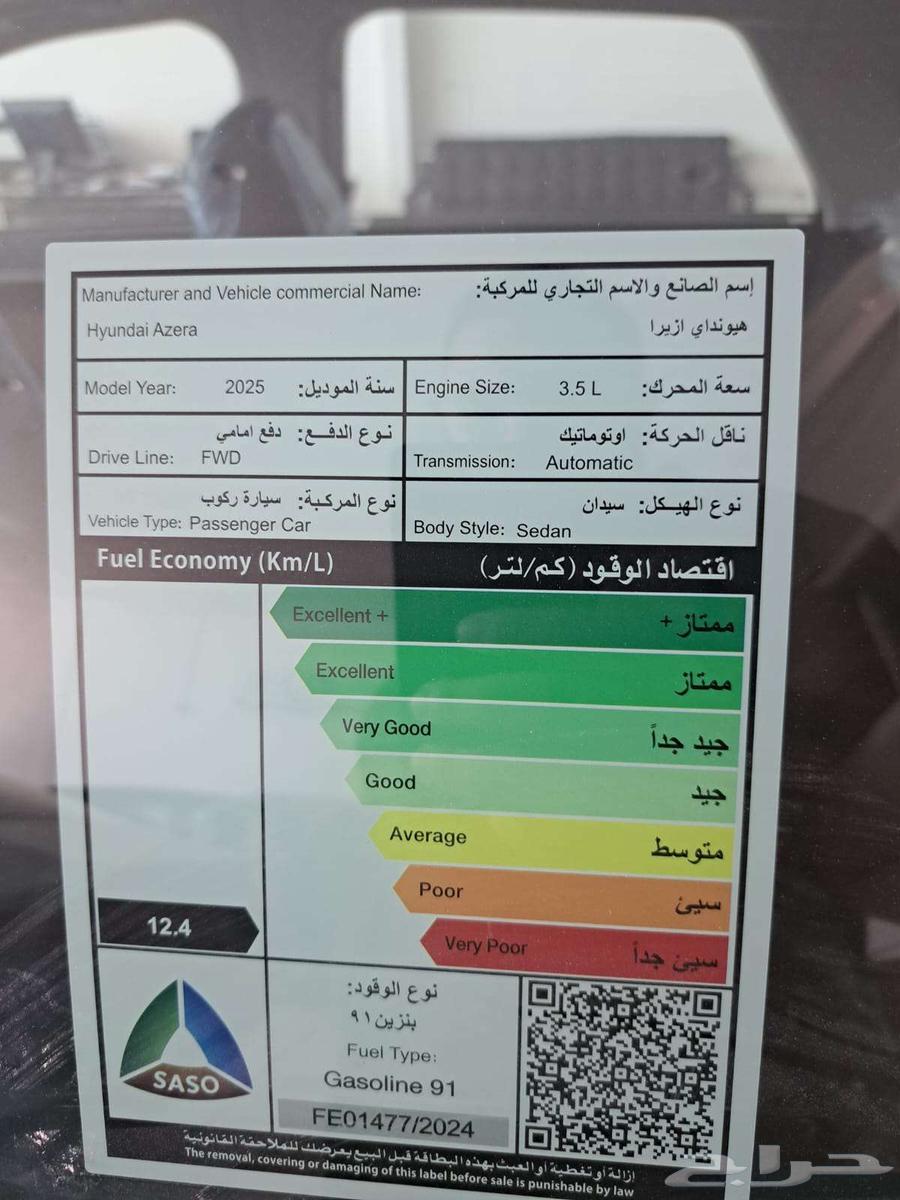 Manufacturer and Vehicle commercial Name: إسم الصانع والاسم التجاري للمركبة:
Hyundai Azera هيونداي ازيرا
Model Year: 2025 سنة الموديل:
Engine Size: 3.5 L سعة المحرك:
نوع الدفع: دفع امامي
Drive Line: FWD
ناقل الحركة: اوتوماتيك
Transmission: Automatic
نوع المركبة: سيارة ركوب
Vehicle Type: Passenger Car
نوع الهيكل: سيدان
Body Style: Sedan
Fuel Economy (Km/L) اقتصاد الوقود (كم/لتر)
Excellent + ممتاز +
Excellent ممتاز
Very Good جيد جداً
Good جيد
Average متوسط
Poor سيئ
Very Poor سيئ جداً
12.4
SASO
نوع الوقود:
بنزين ٩١
Fuel Type:
Gasoline 91
FE01477/2024
ازالة أو تغطية أو العبث بهذه البطاقة قبل البيع يعرضك للملاحقة القانونية
The removal, covering or damaging of this label before sale is punishable by law
حراج